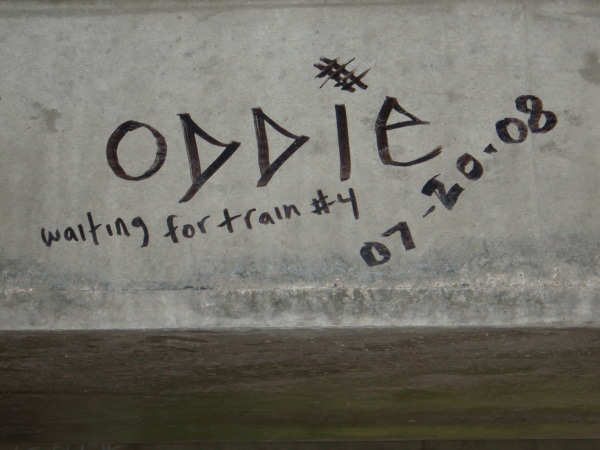 ODDiE
waiting for train #4
07-20-08